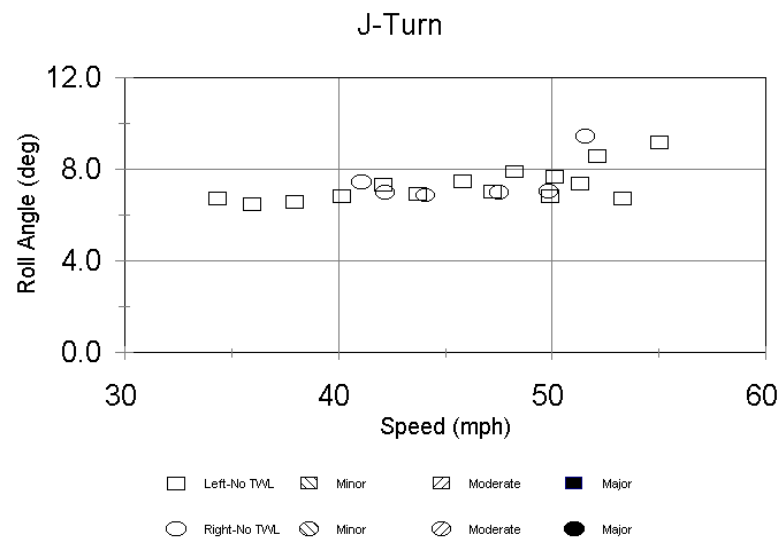 J-Turn
12.0
8.0
4.0
0.0
Roll Angle (deg)
30 40 50 60
Speed (mph)
Left-No TWL Minor Moderate Major
Right-No TWL Minor Moderate Major